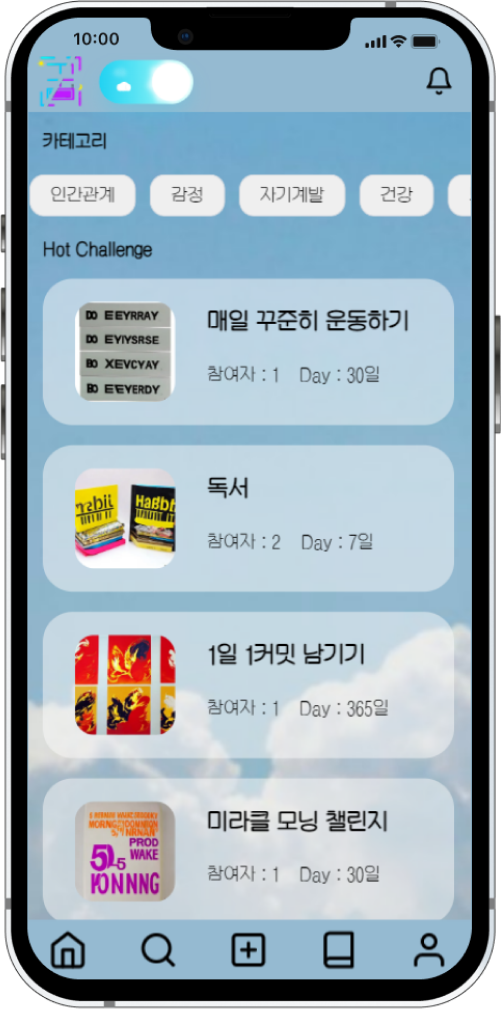 10:00
카테고리
인간관계 감정 자기계발 건강
Hot Challenge
DO EEYRRAY
DO EYIYSRSE
BO XEVCYAY
BO EEYERDY
매일 꾸준히 운동하기
참여자 : 1 Day : 30일
Habbt
독서
참여자 : 2 Day : 7일
1일 1커밋 남기기
참여자 : 1 Day : 365일
PROD
WAKE
미라클 모닝 챌린지
참여자 : 1 Day : 30일